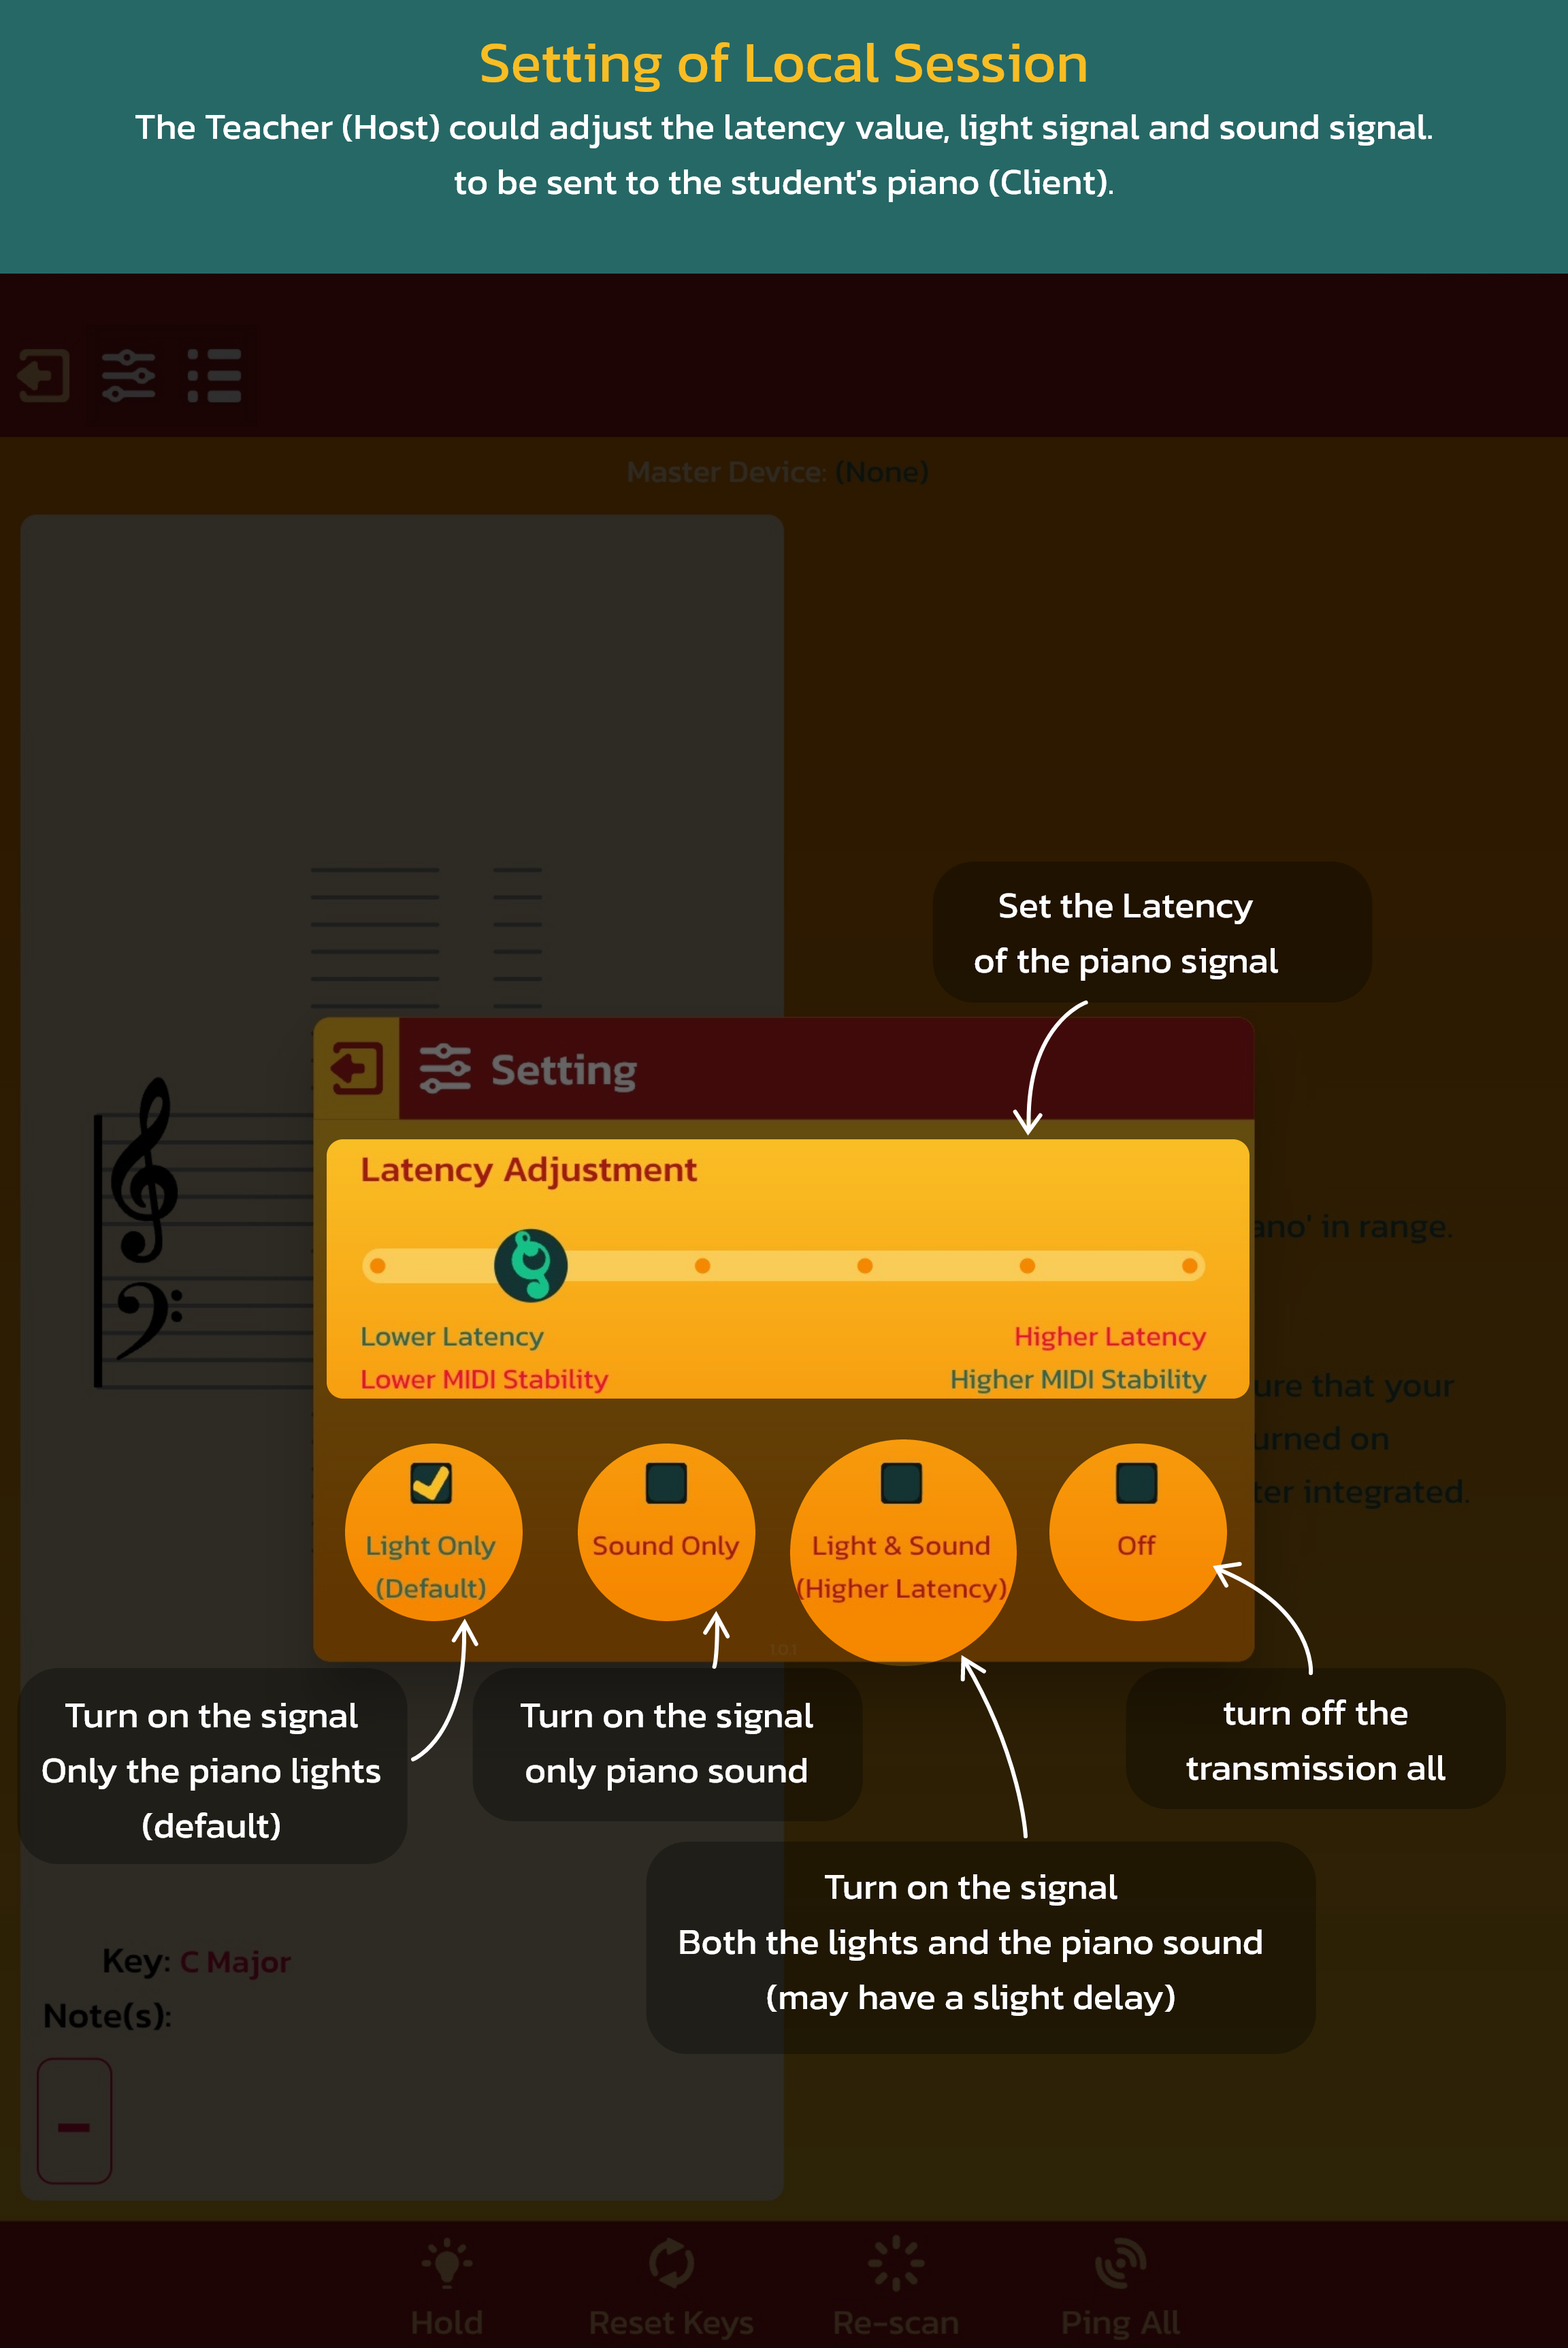 Setting of Local Session
The Teacher (Host) could adjust the latency value, light signal and sound signal.
to be sent to the student's piano (Client).
Master Device: (None)
Set the Latency
of the piano signal
Setting
Latency Adjustment
Lower Latency
Higher Latency
Lower MIDI Stability
Higher MIDI Stability
ano' in range.
ure that your
urned on
ter integrated.
Light Only
(Default)
Sound Only
Light & Sound
(Higher Latency)
Off
1.0.1
Turn on the signal
Only the piano lights
(default)
Turn on the signal
only piano sound
turn off the
transmission all
Turn on the signal
Both the lights and the piano sound
(may have a slight delay)
Key: C Major
Note(s):
-
Hold
Reset Keys
Re-scan
Ping All